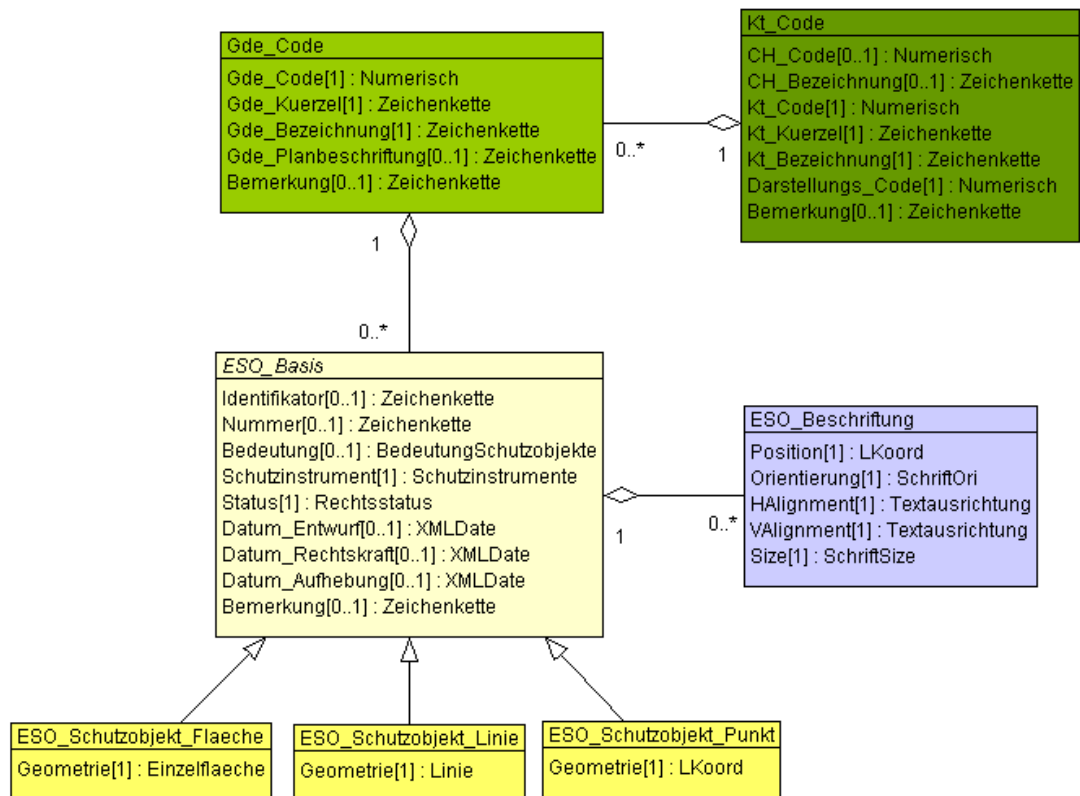 Gde_Code
Gde_Code[1] : Numerisch
Gde_Kuerzel[1] : Zeichenkette
Gde_Bezeichnung[1] : Zeichenkette
Gde_Planbeschriftung[0..1] : Zeichenkette
Bemerkung[0..1] : Zeichenkette
Kt_Code
CH_Code[0..1] : Numerisch
CH_Bezeichnung[0..1] : Zeichenkette
Kt_Code[1] : Numerisch
Kt_Kuerzel[1] : Zeichenkette
Kt_Bezeichnung[1] : Zeichenkette
Darstellungs_Code[1] : Numerisch
Bemerkung[0..1] : Zeichenkette
0..*
1
1
0..*
ESO_Basis
Identifikator[0..1] : Zeichenkette
Nummer[0..1] : Zeichenkette
Bedeutung[0..1] : BedeutungSchutzobjekte
Schutzinstrument[1] : Schutzinstrumente
Status[1] : Rechtsstatus
Datum_Entwurf[0..1] : XMLDate
Datum_Rechtskraft[0..1] : XMLDate
Datum_Aufhebung[0..1] : XMLDate
Bemerkung[0..1] : Zeichenkette
1
0..*
ESO_Beschriftung
Position[1] : LKoord
Orientierung[1] : SchriftOri
HAlignment[1] : Textausrichtung
VAlignment[1] : Textausrichtung
Size[1] : SchriftSize
ESO_Schutzobjekt_Flaeche
Geometrie[1] : Einzelflaeche
ESO_Schutzobjekt_Linie
Geometrie[1] : Linie
ESO_Schutzobjekt_Punkt
Geometrie[1] : LKoord